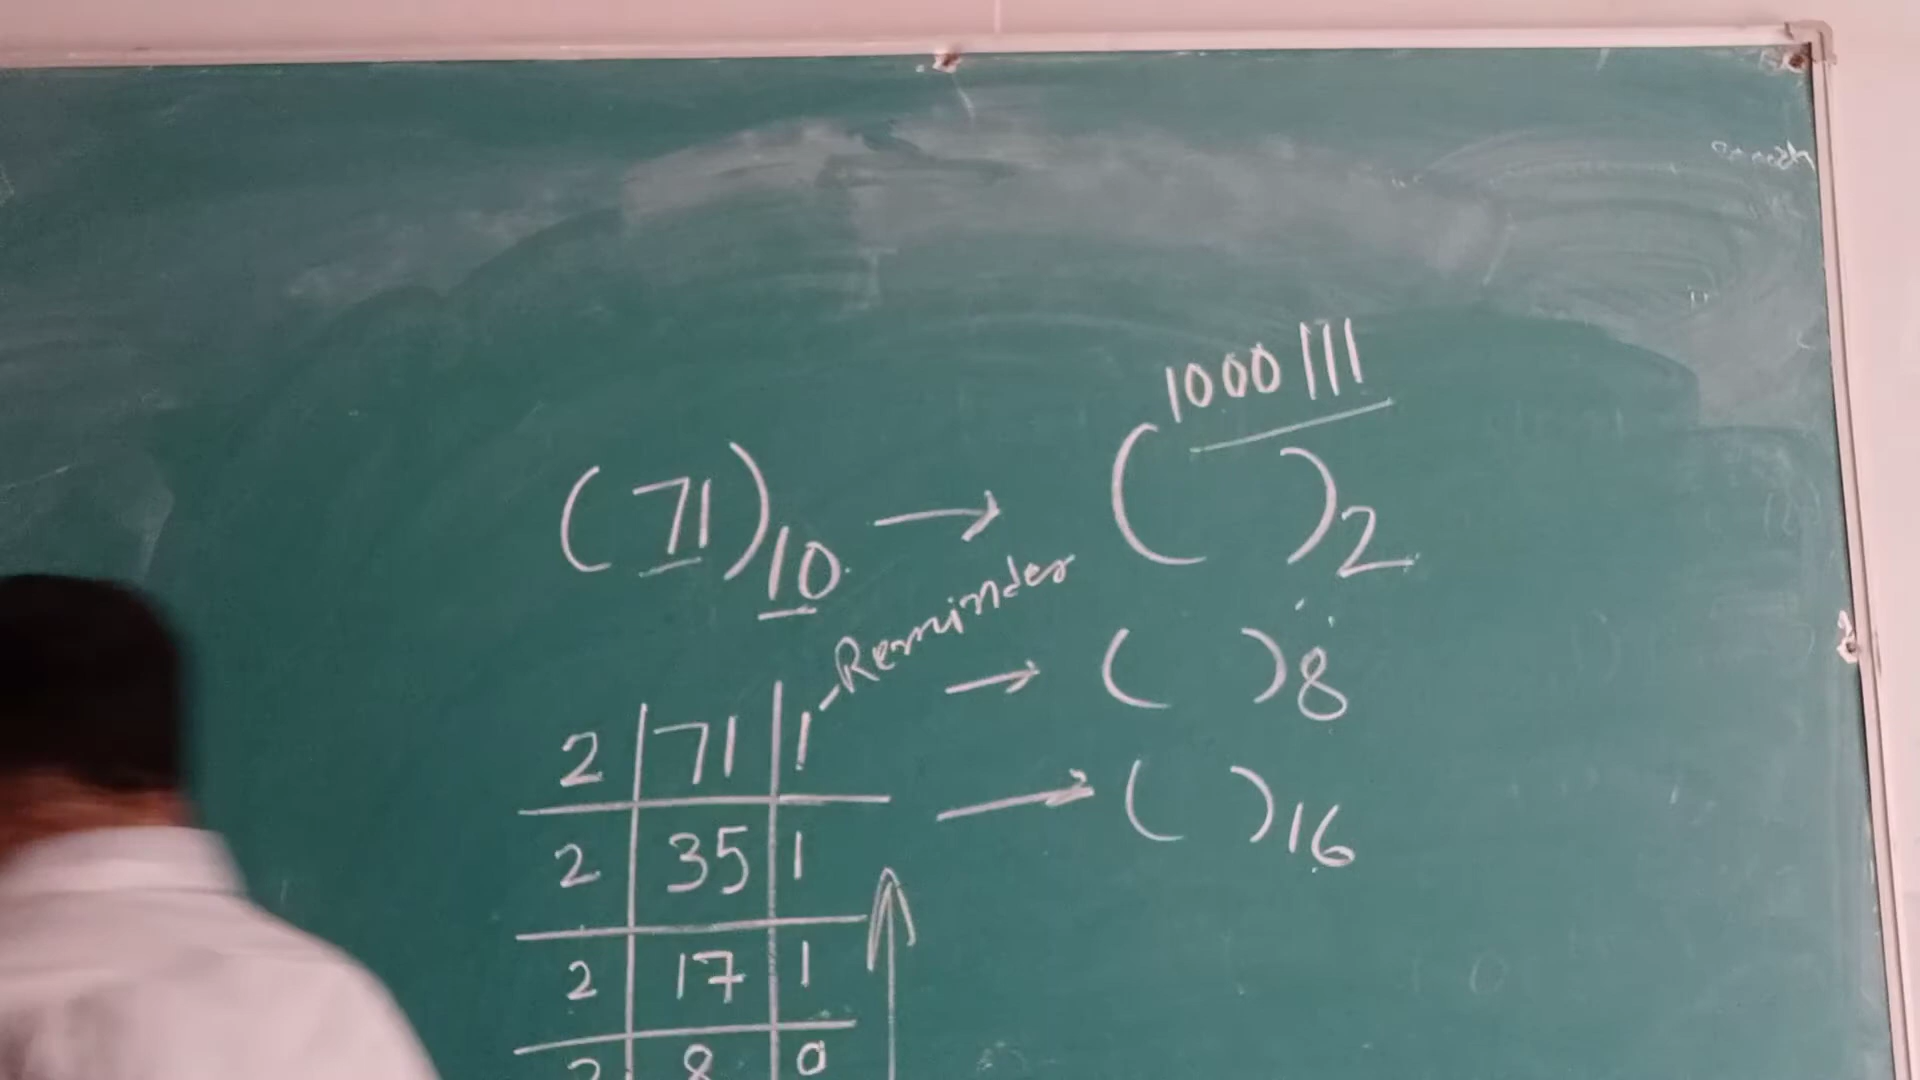 1000111
(71)10 → ( )2
Reminder
→ ( )8
→ ( )16
2 71 1
2 35 1
2 17 1
2 8 0